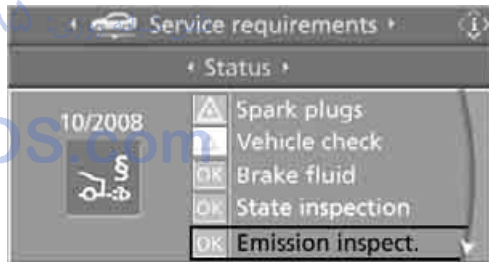 Service requirements
i
Status
10/2008
§
Spark plugs
Vehicle check
OK Brake fluid
OK State inspection
OK Emission inspect.